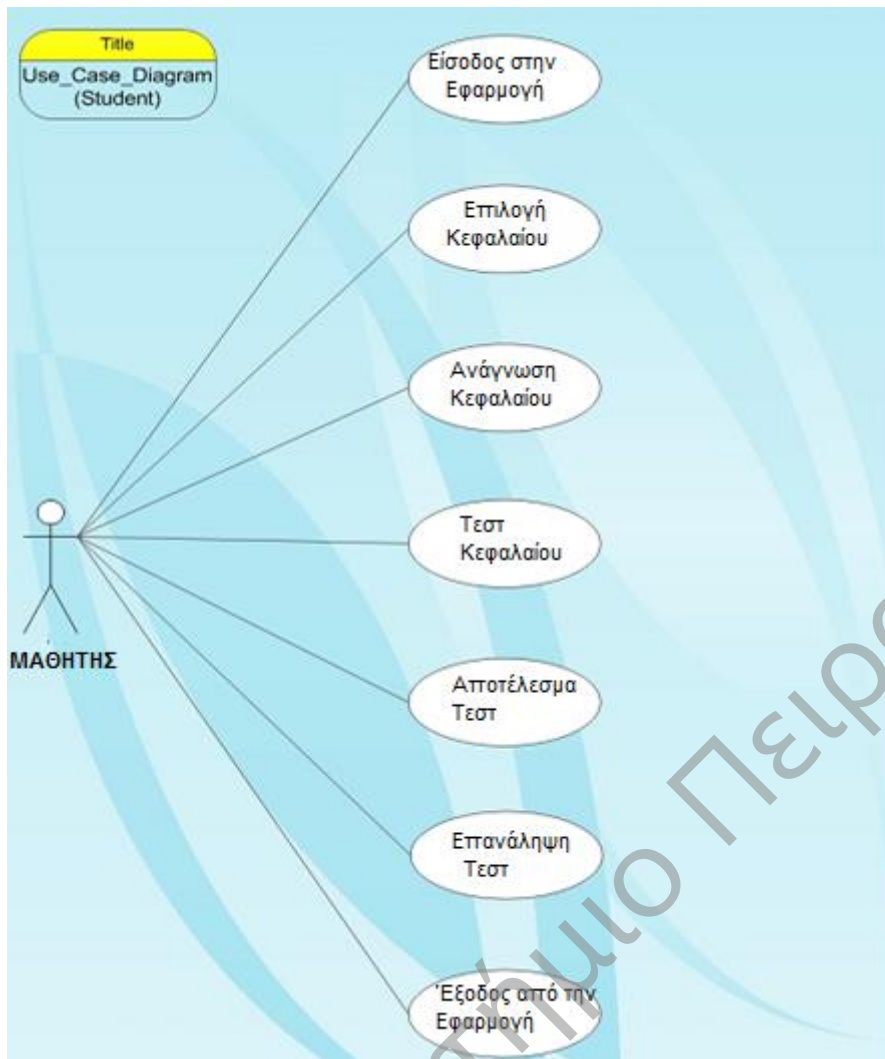 Title
Use_Case_Diagram
(Student)
Είσοδος στην
Εφαρμογή
Επιλογή
Κεφαλαίου
Ανάγνωση
Κεφαλαίου
Τεστ
Κεφαλαίου
ΜΑΘΗΤΗΣ
Αποτέλεσμα
Τεστ
Επανάληψη
Τεστ
Έξοδος από την
Εφαρμογή